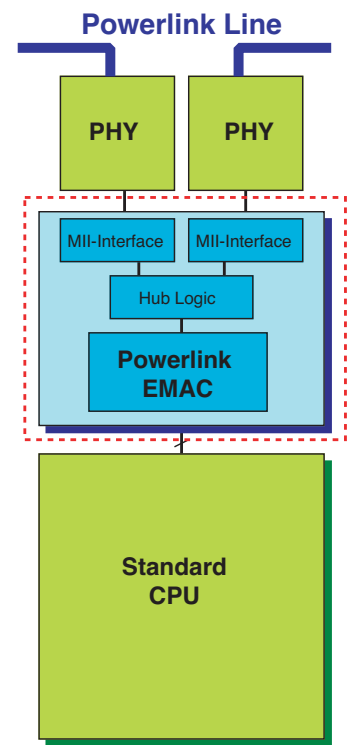 Powerlink Line
PHY
PHY
MII-Interface
MII-Interface
Hub Logic
Powerlink
EMAC
Standard
CPU